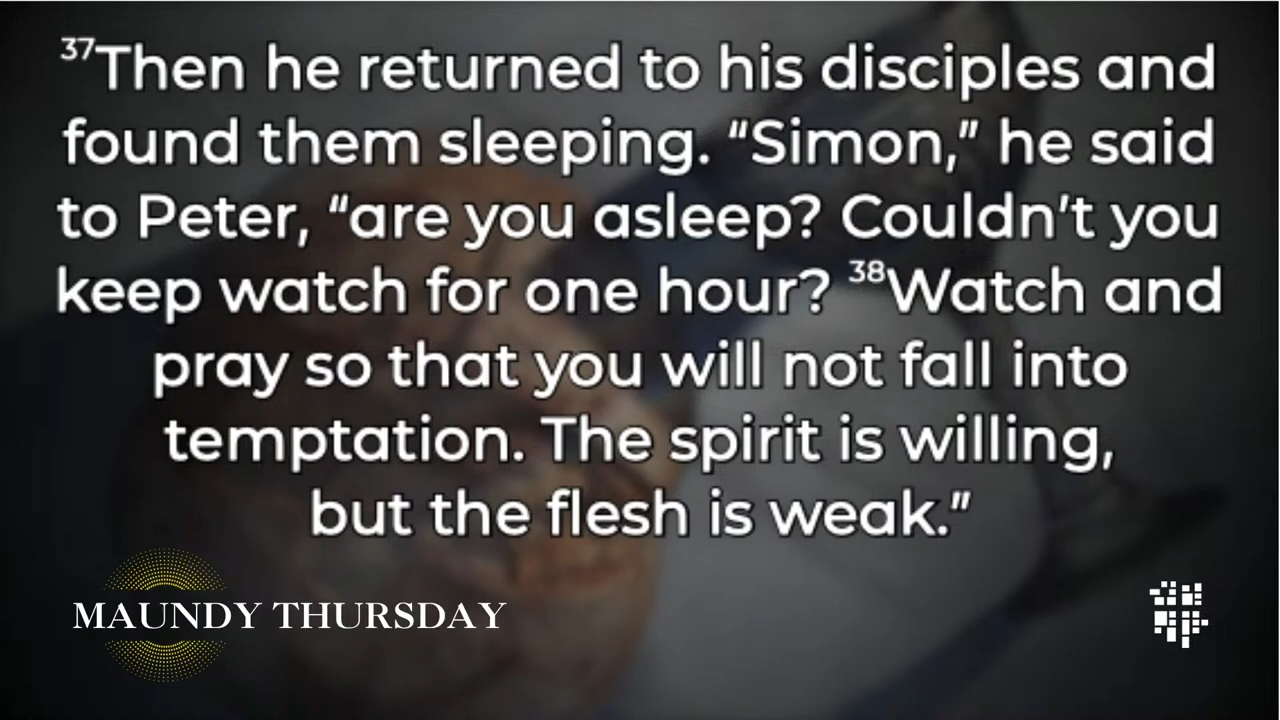 37Then he returned to his disciples and
found them sleeping. “Simon,” he said
to Peter, “are you asleep? Couldn’t you
keep watch for one hour? 38Watch and
pray so that you will not fall into
temptation. The spirit is willing,
but the flesh is weak.”
MAUNDY THURSDAY